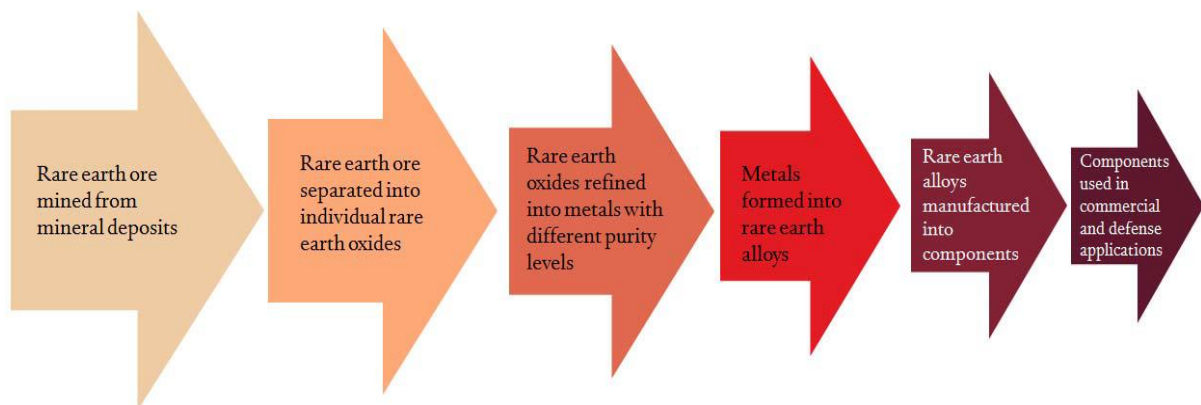 Rare earth ore
mined from
mineral deposits
Rare earth ore
separated into
individual rare
earth oxides
Rare earth
oxides refined
into metals with
different purity
levels
Metals
formed into
rare earth
alloys
Rare earth
alloys
manufactured
into
components
Components
used in
commercial
and defense
applications